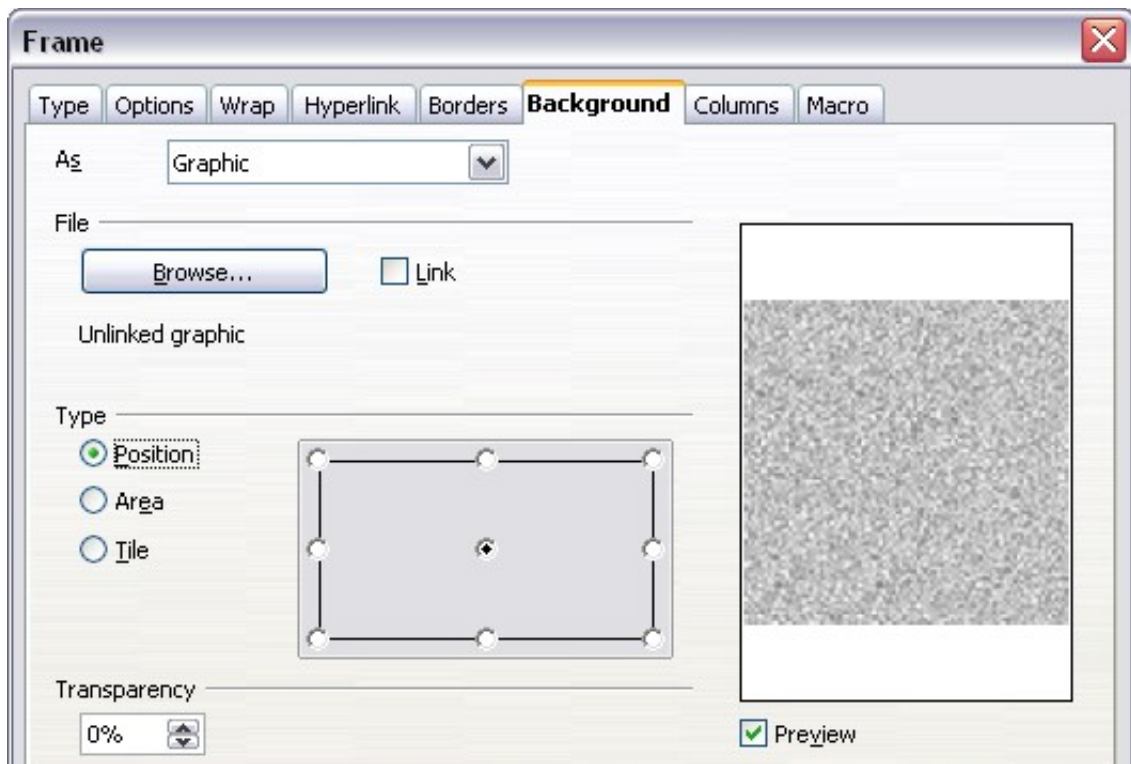 Frame
Type Options Wrap Hyperlink Borders Background Columns Macro
As Graphic
File
Browse... Link
Unlinked graphic
Type
Position
Area
Tile
Transparency
0%
Preview